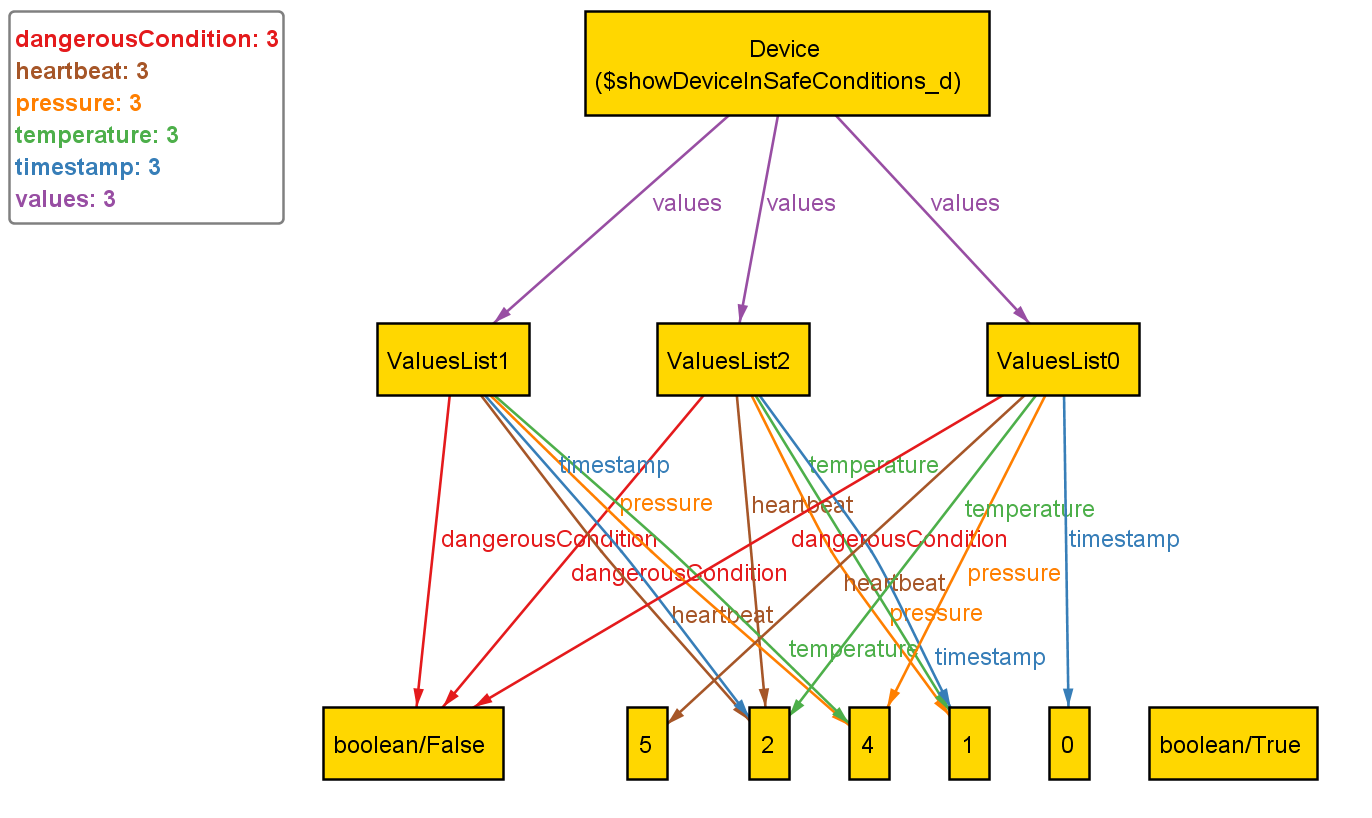 dangerousCondition: 3
heartbeat: 3
pressure: 3
temperature: 3
timestamp: 3
values: 3
Device
($showDeviceInSafeConditions_d)
values values values
ValuesList1 ValuesList2 ValuesList0
timestamp temperature
pressure heartbeat temperature
dangerousCondition dangerousCondition timestamp
dangerousCondition heartbeat pressure
heartbeat pressure
temperature timestamp
boolean/False 5 2 4 1 0 boolean/True